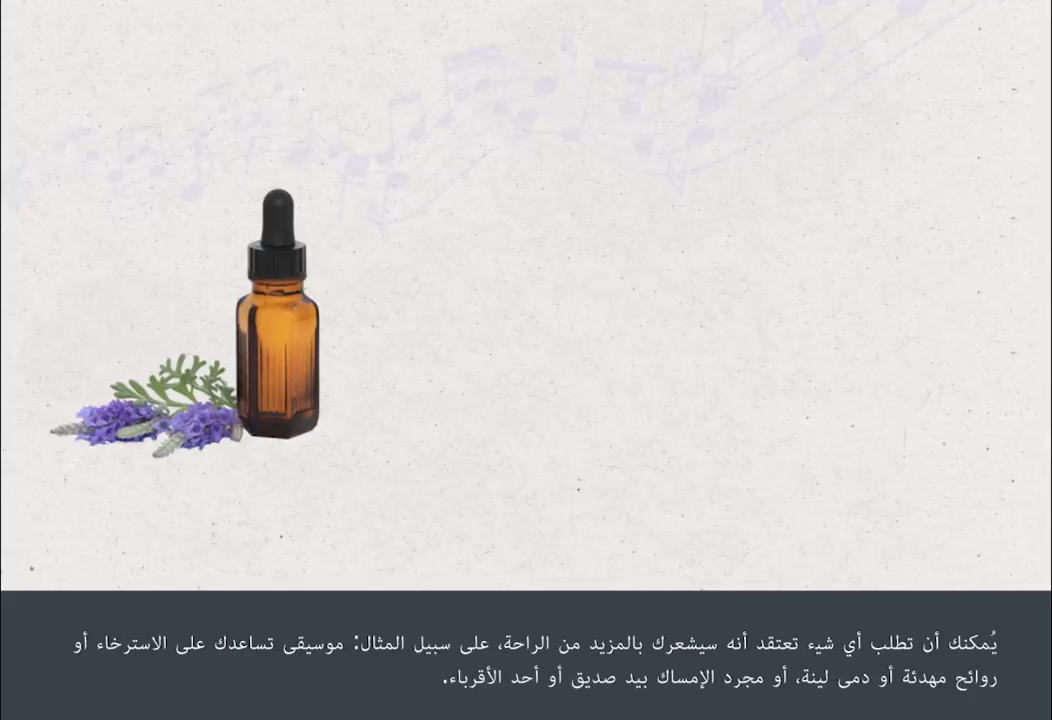 يُمكنك أن تطلب أي شيء تعتقد أنه سيشعرك بالمزيد من الراحة، على سبيل المثال: موسيقى تساعدك على الاسترخاء أو
روائح مهدئة أو دمى لينة، أو مجرد الإمساك بيد صديق أو أحد الأقرباء.